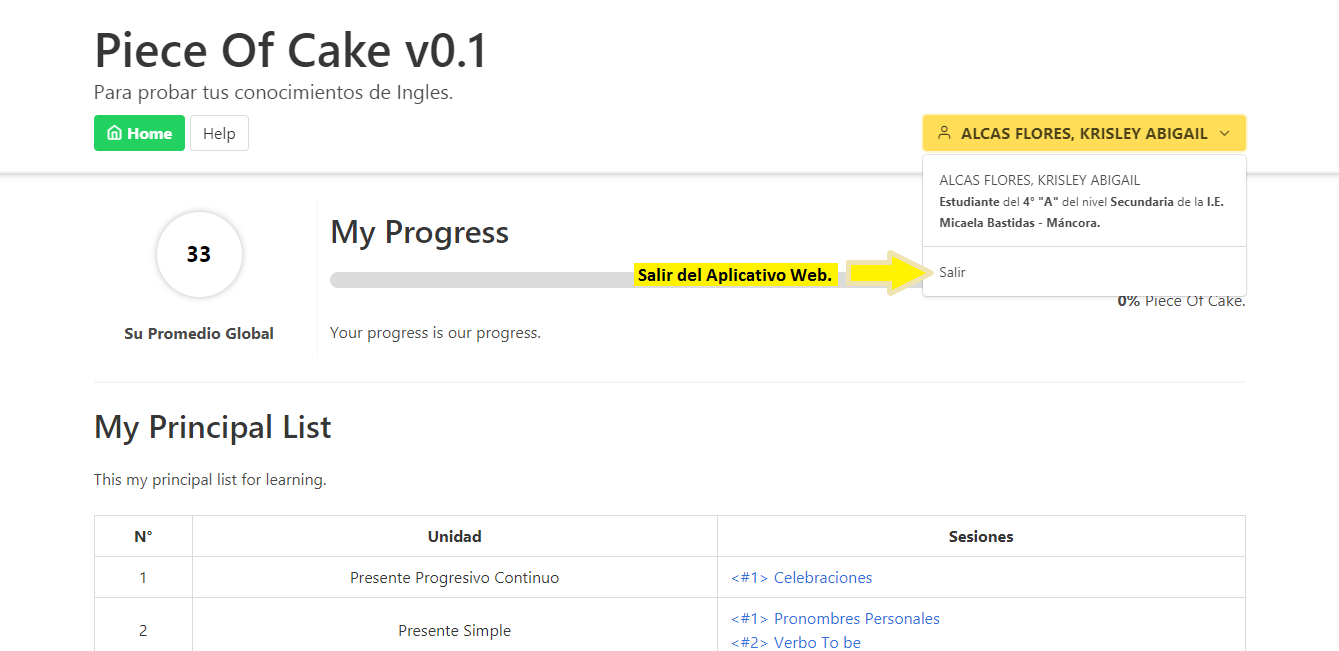 Piece Of Cake v0.1
Para probar tus conocimientos de Ingles.
Home
Help
ALCAS FLORES, KRISLEY ABIGAIL
ALCAS FLORES, KRISLEY ABIGAIL
Estudiante del 4° "A" del nivel Secundaria de la I.E.
Micaela Bastidas - Máncora.
Salir
33
Su Promedio Global
My Progress
Salir del Aplicativo Web.
0% Piece Of Cake.
Your progress is our progress.
My Principal List
This my principal list for learning.
N° Unidad Sesiones
1 Presente Progresivo Continuo <#1> Celebraciones
2 Presente Simple <#1> Pronombres Personales
<#2> Verbo To be